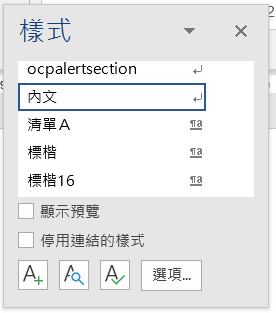 樣式
ocpalertsection
內文
清單A
標楷
標楷16
顯示預覽
停用連結的樣式
選項...